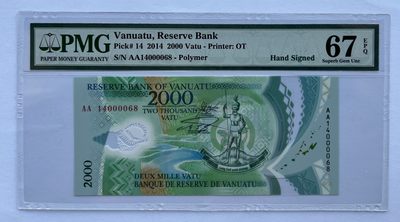 PMG
PAPER MONEY GUARANTY
Vanuatu, Reserve Bank
Pick# 14 2014 2000 Vatu - Printer: OT
S/N AA14000068 - Polymer
Hand Signed
67 EPQ
Superb Gem Unc
RESERVE BANK OF VANUATU
AA 14000068
2000
TWO THOUSAND
VATU
AA14000068
2000
DEUX MILLE VATU
BANQUE DE RESERVE DE VANUATU